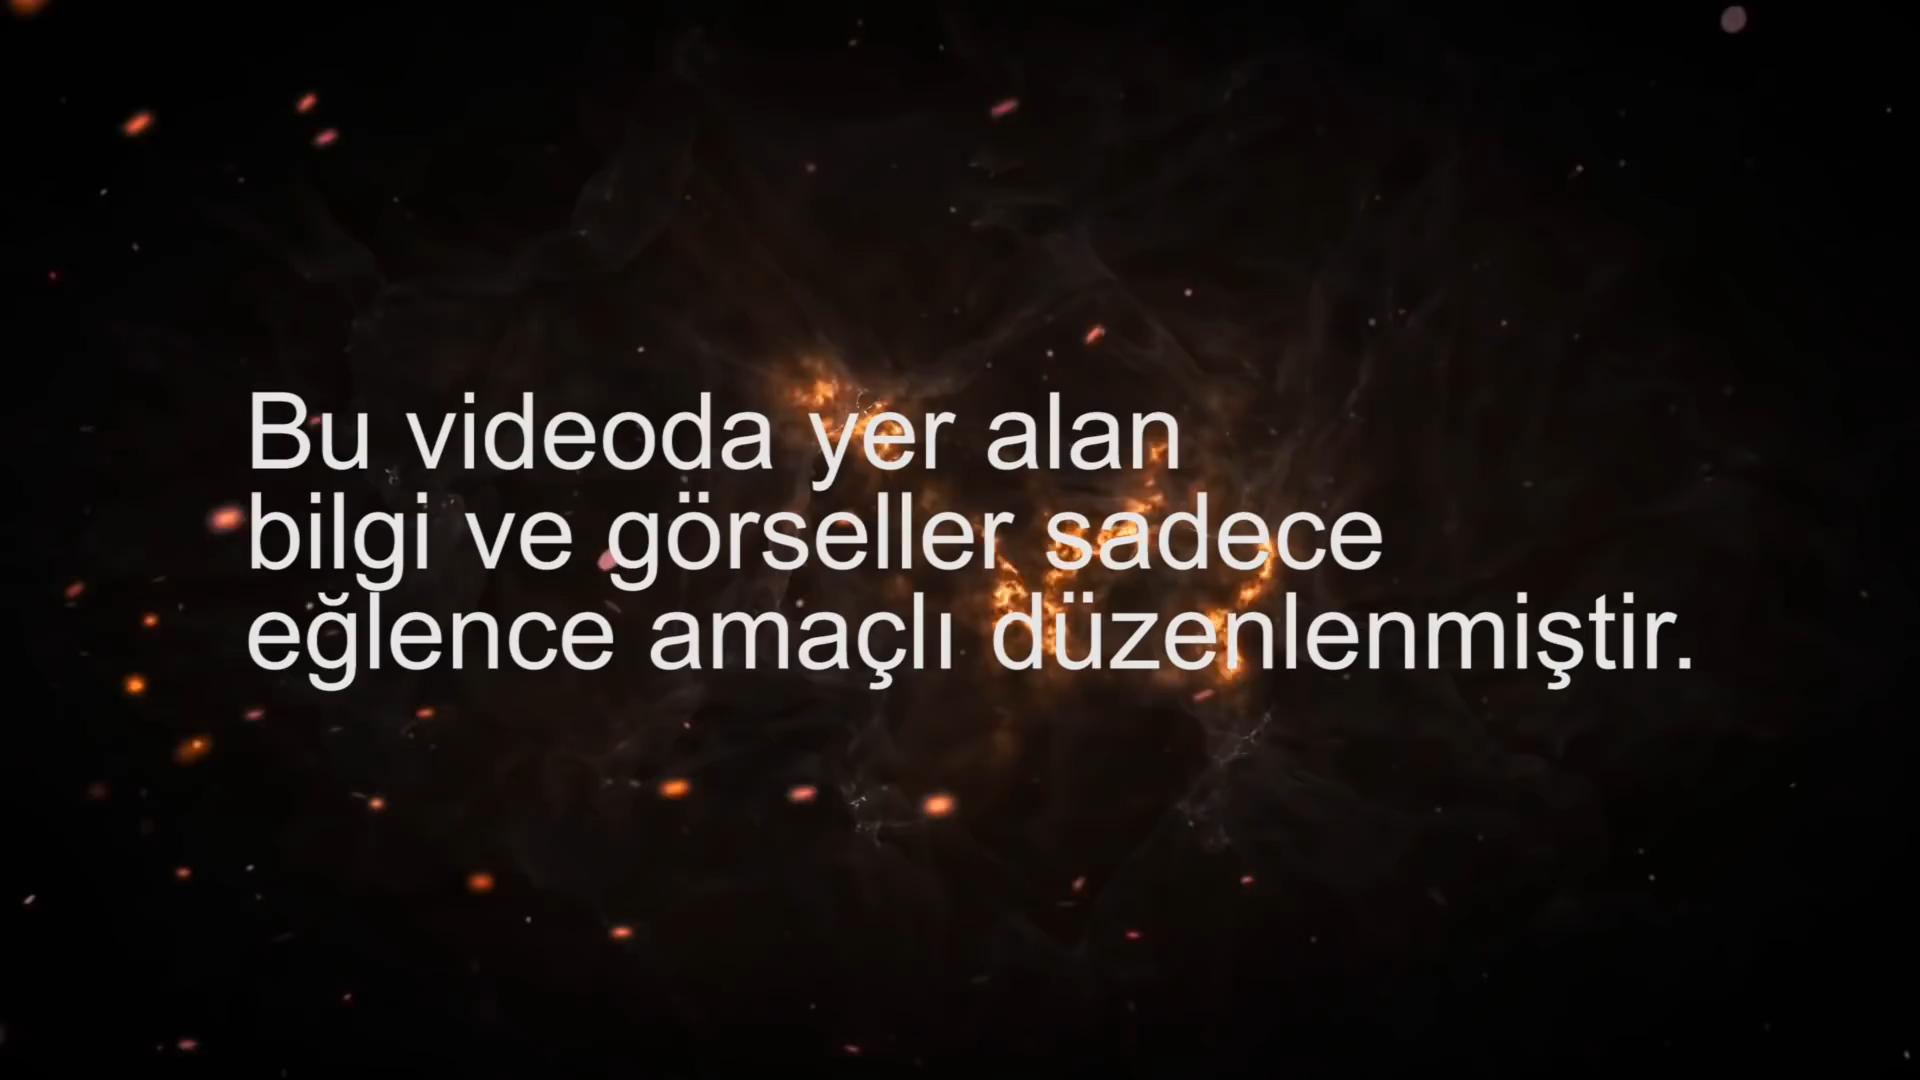 Bu videoda yer alan
bilgi ve görseller sadece
eğlence amaçlı düzenlenmiştir.